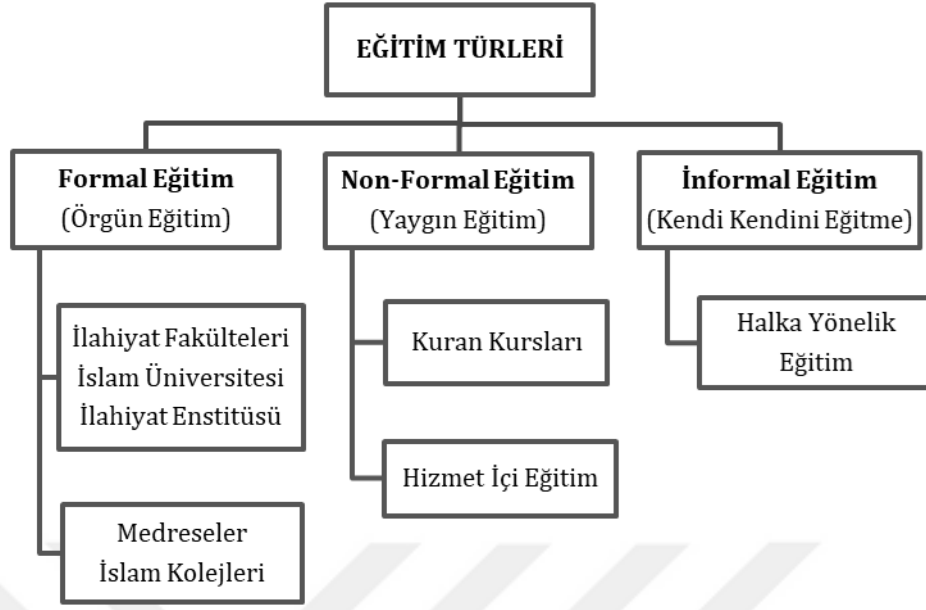 EĞİTİM TÜRLERİ
Formal Eğitim
(Örgün Eğitim)
İlahiyat Fakülteleri
İslam Üniversitesi
İlahiyat Enstitüsü
Medreseler
İslam Kolejleri
Non-Formal Eğitim
(Yaygın Eğitim)
Kuran Kursları
Hizmet İçi Eğitim
İnformal Eğitim
(Kendi Kendini Eğitme)
Halka Yönelik
Eğitim